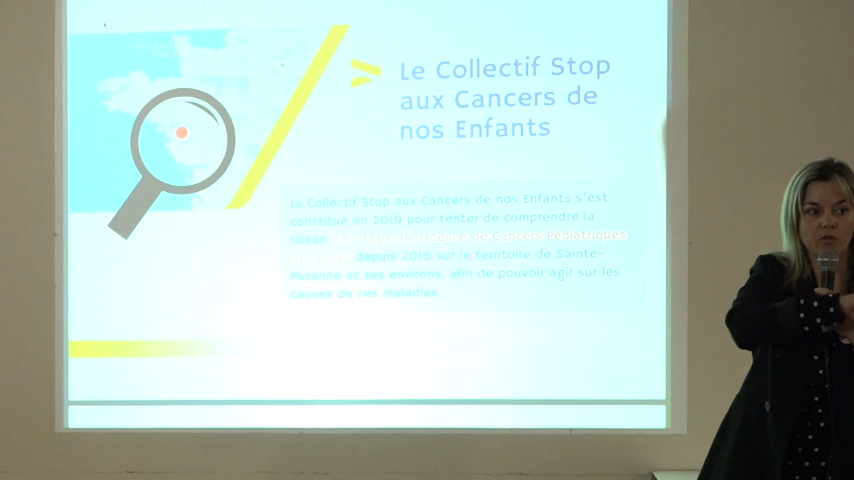 Le Collectif Stop
aux Cancers de
nos Enfants
Le Collectif Stop aux Cancers de nos Enfants s'est
constitué en 2019 pour tenter de comprendre la
raison l'incidence de Cancers Pédiatriques
depuis 2015 sur le territoire de Sainte-
Pazanne et ses environs, afin de pouvoir agir sur les
causes de ces maladies.